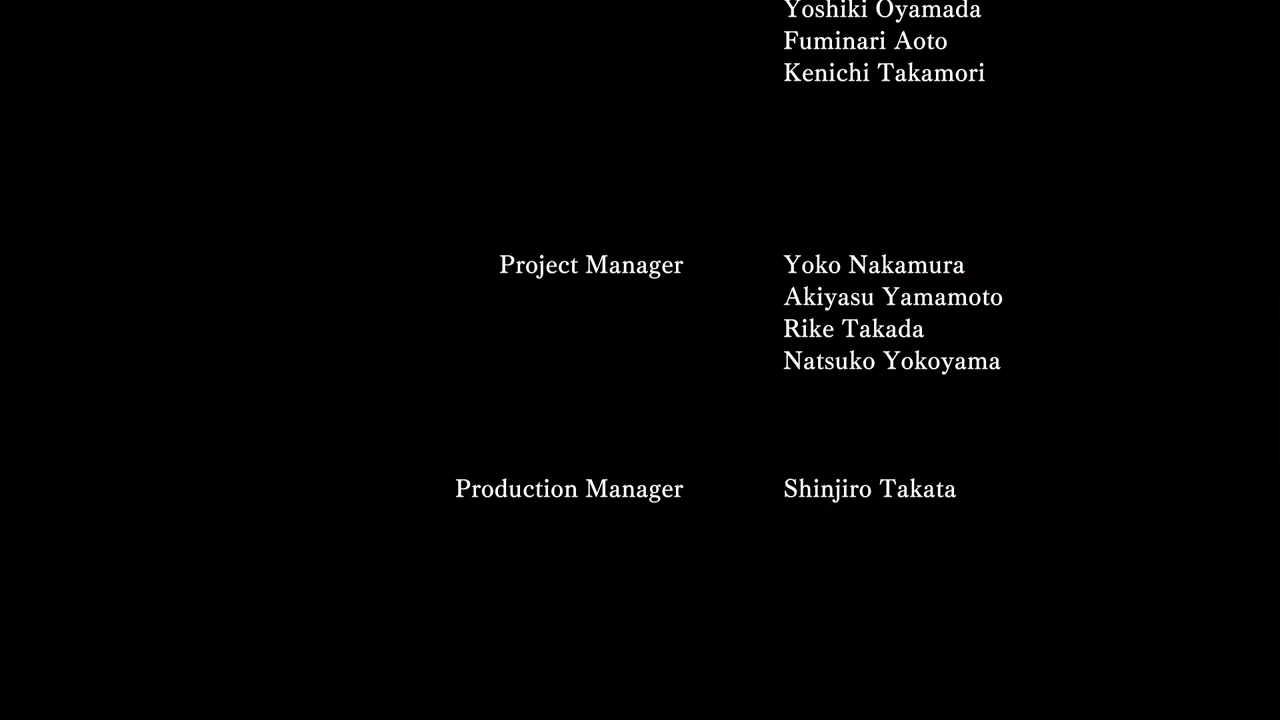 Yoshiki Oyamada
Fuminari Aoto
Kenichi Takamori
Project Manager Yoko Nakamura
Akiyasu Yamamoto
Rike Takada
Natsuko Yokoyama
Production Manager Shinjiro Takata